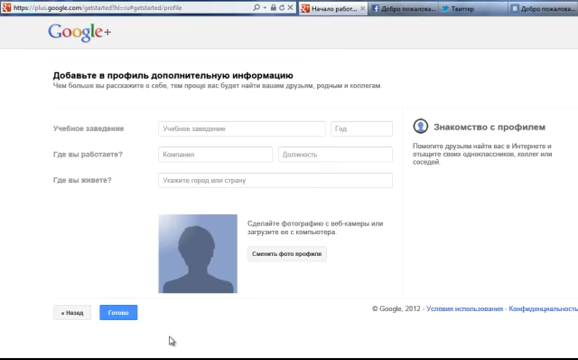 https://plus.google.com/getstarted?hl=ru#getstarted/profile
Начало работ...
Добро пожалова...
Твиттер
Добро пожалова...
Google+
Добавьте в профиль дополнительную информацию
Чем больше вы расскажите о себе, тем проще вас будет найти вашим друзьям, родным и коллегам.
Учебное заведение
Учебное заведение
Год
Где вы работаете?
Компания
Должность
Где вы живете?
Укажите город или страну
Знакомство с профилем
Помогите друзьям найти вас в Интернете и
отыщите своих одноклассников, коллег или
соседей.
Сделайте фотографию с веб-камеры или
загрузите ее с компьютера.
Сменить фото профиля
« Назад
Готово
© Google, 2012 - Условия использования - Конфиденциальность